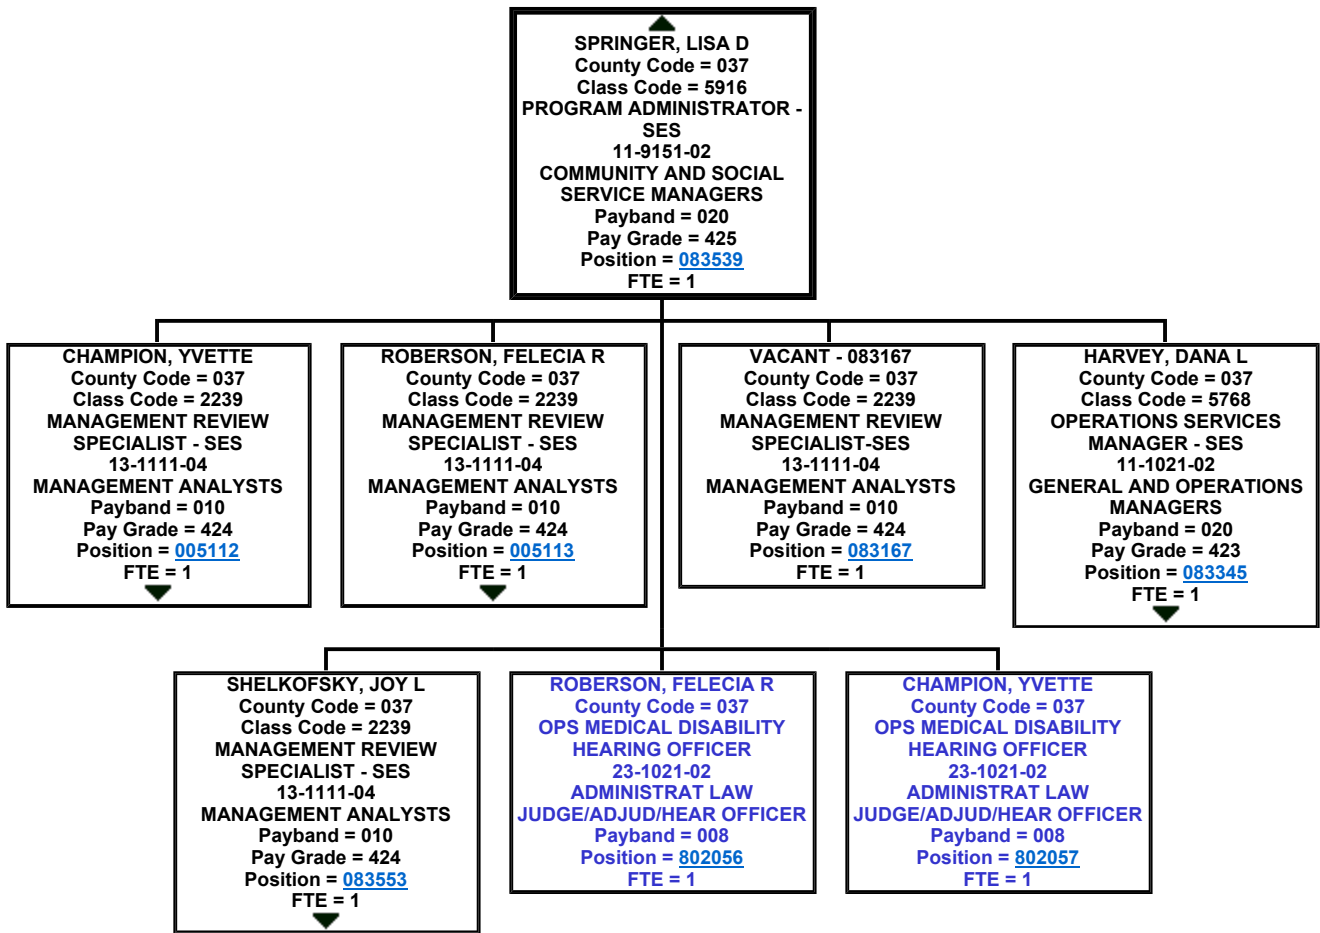 SPRINGER, LISA D
County Code = 037
Class Code = 5916
PROGRAM ADMINISTRATOR -
SES
11-9151-02
COMMUNITY AND SOCIAL
SERVICE MANAGERS
Payband = 020
Pay Grade = 425
Position = 083539
FTE = 1
CHAMPION, YVETTE
County Code = 037
Class Code = 2239
MANAGEMENT REVIEW
SPECIALIST - SES
13-1111-04
MANAGEMENT ANALYSTS
Payband = 010
Pay Grade = 424
Position = 005112
FTE = 1
ROBERSON, FELECIA R
County Code = 037
Class Code = 2239
MANAGEMENT REVIEW
SPECIALIST - SES
13-1111-04
MANAGEMENT ANALYSTS
Payband = 010
Pay Grade = 424
Position = 005113
FTE = 1
VACANT - 083167
County Code = 037
Class Code = 2239
MANAGEMENT REVIEW
SPECIALIST-SES
13-1111-04
MANAGEMENT ANALYSTS
Payband = 010
Pay Grade = 424
Position = 083167
FTE = 1
HARVEY, DANA L
County Code = 037
Class Code = 5768
OPERATIONS SERVICES
MANAGER - SES
11-1021-02
GENERAL AND OPERATIONS
MANAGERS
Payband = 020
Pay Grade = 423
Position = 083345
FTE = 1
SHELKOFSKY, JOY L
County Code = 037
Class Code = 2239
MANAGEMENT REVIEW
SPECIALIST - SES
13-1111-04
MANAGEMENT ANALYSTS
Payband = 010
Pay Grade = 424
Position = 083553
FTE = 1
ROBERSON, FELECIA R
County Code = 037
OPS MEDICAL DISABILITY
HEARING OFFICER
23-1021-02
ADMINISTRAT LAW
JUDGE/ADJUD/HEAR OFFICER
Payband = 008
Position = 802056
FTE = 1
CHAMPION, YVETTE
County Code = 037
OPS MEDICAL DISABILITY
HEARING OFFICER
23-1021-02
ADMINISTRAT LAW
JUDGE/ADJUD/HEAR OFFICER
Payband = 008
Position = 802057
FTE = 1